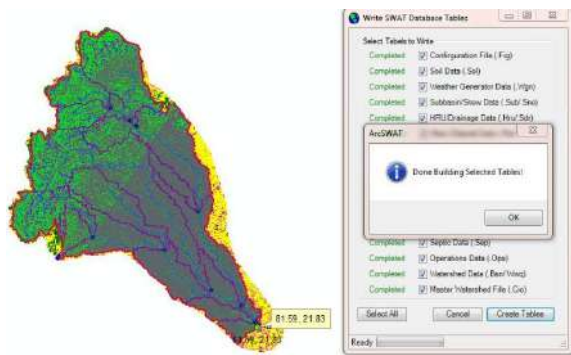 Write SWAT Database Tables
Select Tabels to Write
Completed Configuration File (.Fig)
Completed Soil Data (.Sol)
Completed Weather Generator Data (.Wgn)
Completed Subbasin/Snow Data (.Sub/.Sno)
Completed HRU/Drainage Data (.Hru/.Sdr)
ArcSWAT
Done Building Selected Tables!
OK
Completed Septic Data (.Sep)
Completed Operations Data (.Ops)
Completed Watershed Data (.Bsn/.Wwq)
Completed Master Watershed File (.Cio)
Select All Cancel Create Tables
Ready
81.59, 21.83